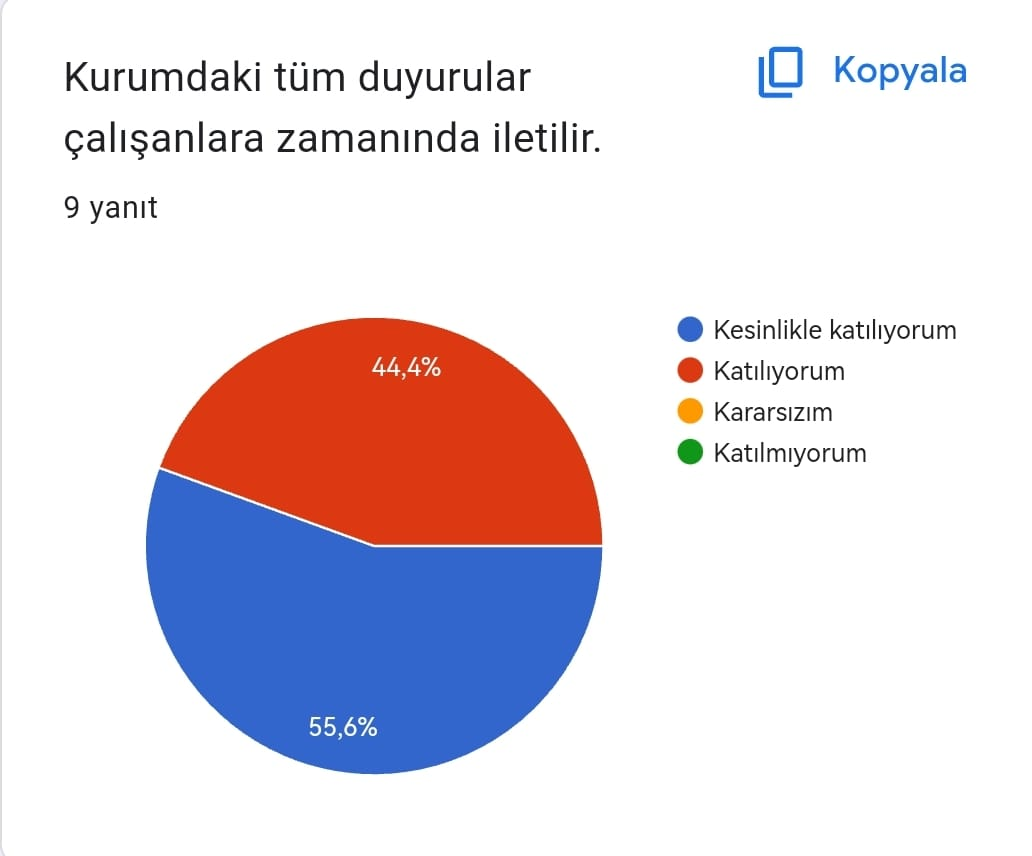 Kurumdaki tüm duyurular
çalışanlara zamanında iletilir.
Kopyala
9 yanıt
44,4%
55,6%
Kesinlikle katılıyorum
Katılıyorum
Kararsızım
Katılmıyorum